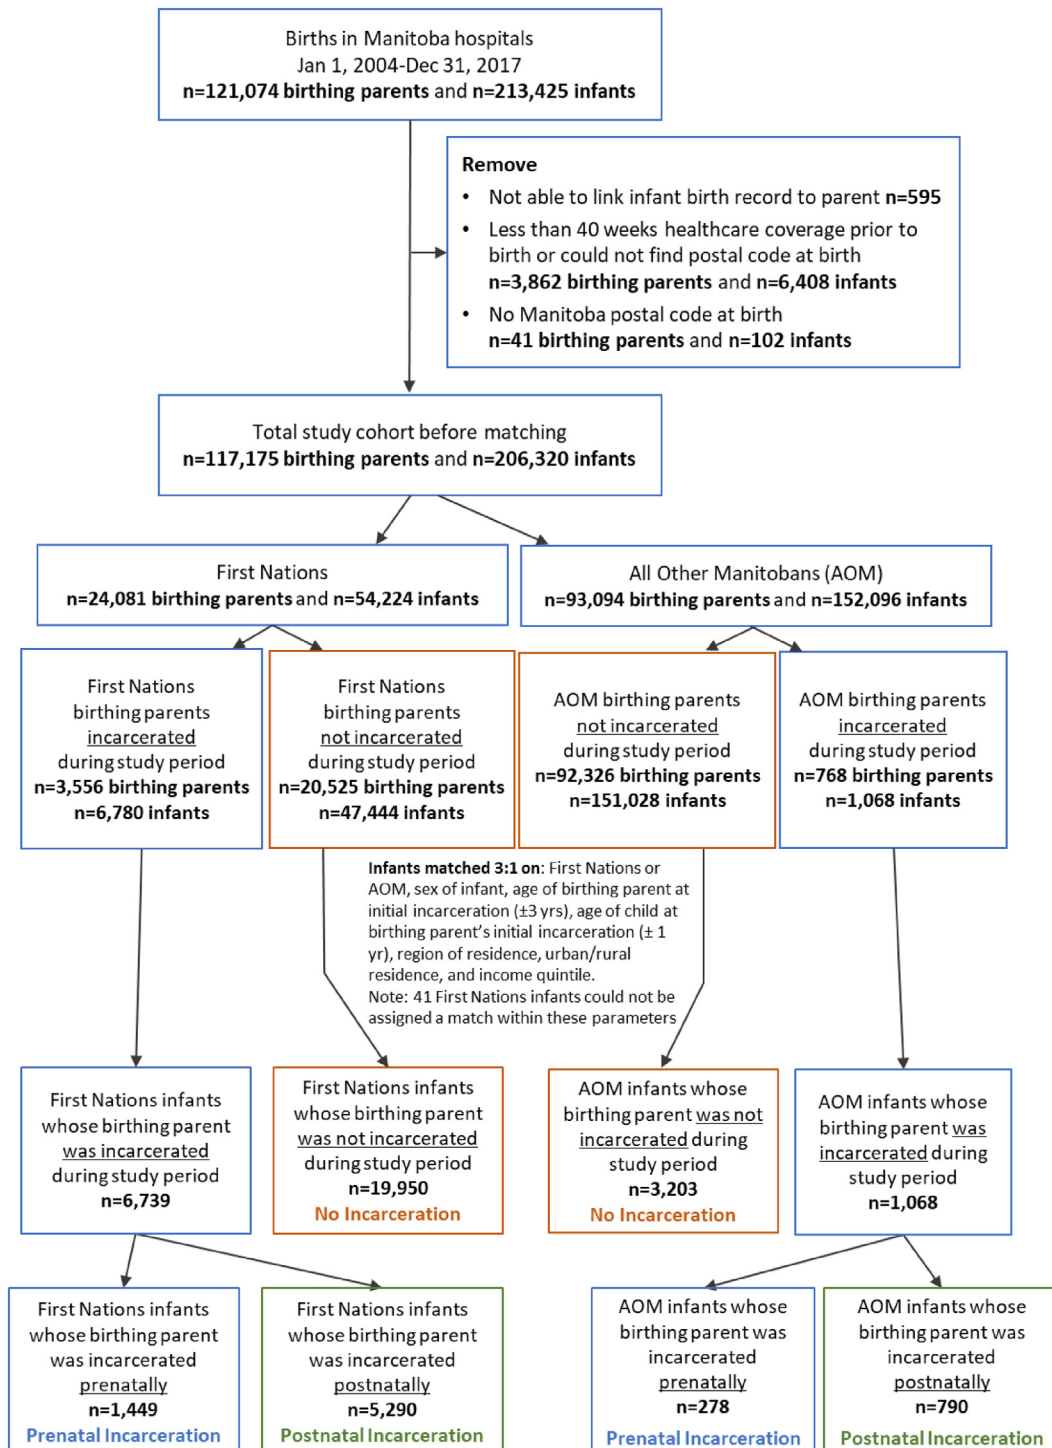 Births in Manitoba hospitals
Jan 1, 2004-Dec 31, 2017
n=121,074 birthing parents and n=213,425 infants
Remove
• Not able to link infant birth record to parent n=595
• Less than 40 weeks healthcare coverage prior to
birth or could not find postal code at birth
n=3,862 birthing parents and n=6,408 infants
• No Manitoba postal code at birth
n=41 birthing parents and n=102 infants
Total study cohort before matching
n=117,175 birthing parents and n=206,320 infants
First Nations
n=24,081 birthing parents and n=54,224 infants
All Other Manitobans (AOM)
n=93,094 birthing parents and n=152,096 infants
First Nations
birthing parents
incarcerated
during study period
n=3,556 birthing parents
n=6,780 infants
First Nations
birthing parents
not incarcerated
during study period
n=20,525 birthing parents
n=47,444 infants
AOM birthing parents
not incarcerated
during study period
n=92,326 birthing parents
n=151,028 infants
AOM birthing parents
incarcerated
during study period
n=768 birthing parents
n=1,068 infants
Infants matched 3:1 on: First Nations or
AOM, sex of infant, age of birthing parent at
initial incarceration (±3 yrs), age of child at
birthing parent's initial incarceration (± 1
yr), region of residence, urban/rural
residence, and income quintile.
Note: 41 First Nations infants could not be
assigned a match within these parameters
First Nations infants
whose birthing parent
was incarcerated
during study period
n=6,739
First Nations infants
whose birthing parent
was not incarcerated
during study period
n=19,950
No Incarceration
AOM infants whose
birthing parent was not
incarcerated during
study period
n=3,203
No Incarceration
AOM infants whose
birthing parent was
incarcerated during
study period
n=1,068
First Nations infants
whose birthing parent
was incarcerated
prenatally
n=1,449
Prenatal Incarceration
First Nations infants
whose birthing parent
was incarcerated
postnatally
n=5,290
Postnatal Incarceration
AOM infants whose
birthing parent was
incarcerated
prenatally
n=278
Prenatal Incarceration
AOM infants whose
birthing parent was
incarcerated
postnatally
n=790
Postnatal Incarceration